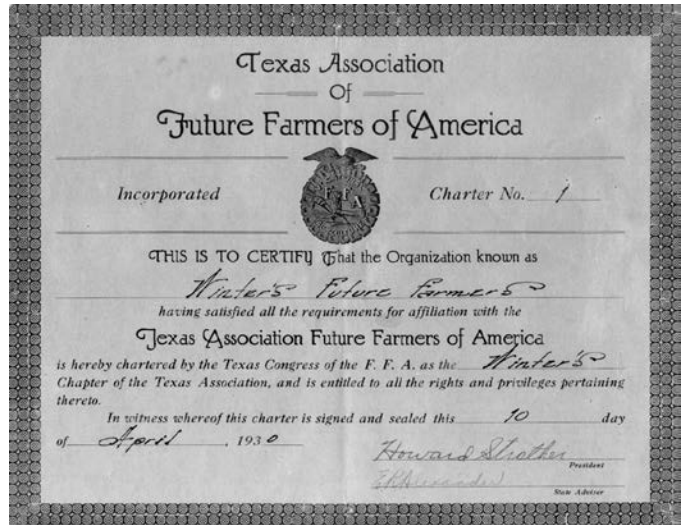 Texas Association
Of
Future Farmers of America
Incorporated
FFA
Charter No. 1
THIS IS TO CERTIFY That the Organization known as
Winter's Future Farmers
having satisfied all the requirements for affiliation with the
Texas Association Future Farmers of America
is hereby chartered by the Texas Congress of the F. F. A. as the Winter's
Chapter of the Texas Association, and is entitled to all the rights and privileges pertaining
thereto.
In witness whereof this charter is signed and sealed this 10 day
of April, 1930
Howard Strother
President
E.R. Alexander
State Adviser